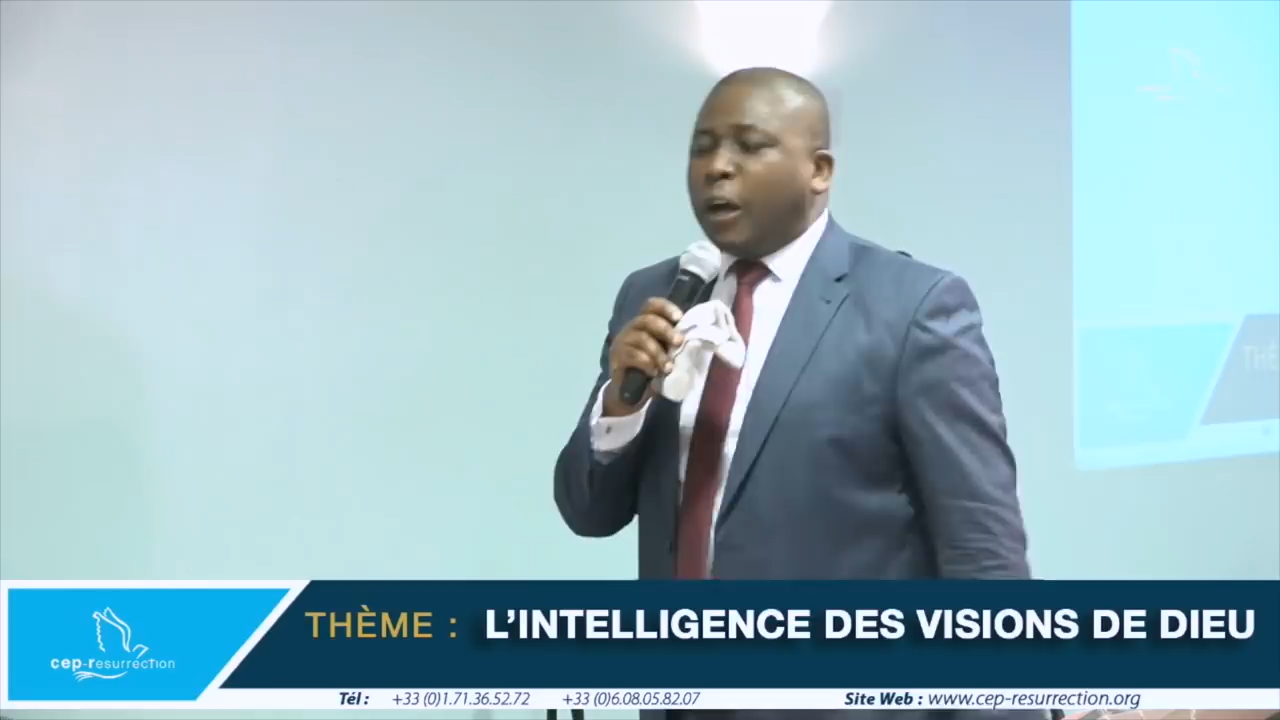 THÈME : L'INTELLIGENCE DES VISIONS DE DIEU
cep-resurrection
Tél : +33 (0)1.71.36.52.72 +33 (0)6.08.05.82.07 Site Web : www.cep-resurrection.org
THÈ